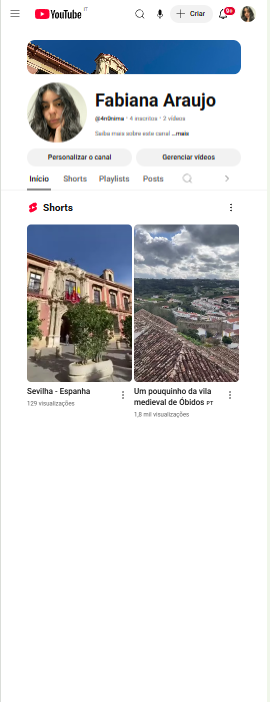 YouTube IT
Criar
9+
Fabiana Araujo
@4n0nima • 4 inscritos • 2 vídeos
Saiba mais sobre este canal ...mais
Personalizar o canal
Gerenciar vídeos
Início Shorts Playlists Posts
Shorts
Sevilha - Espanha
129 visualizações
Um pouquinho da vila
medieval de Óbidos PT
1,8 mil visualizações